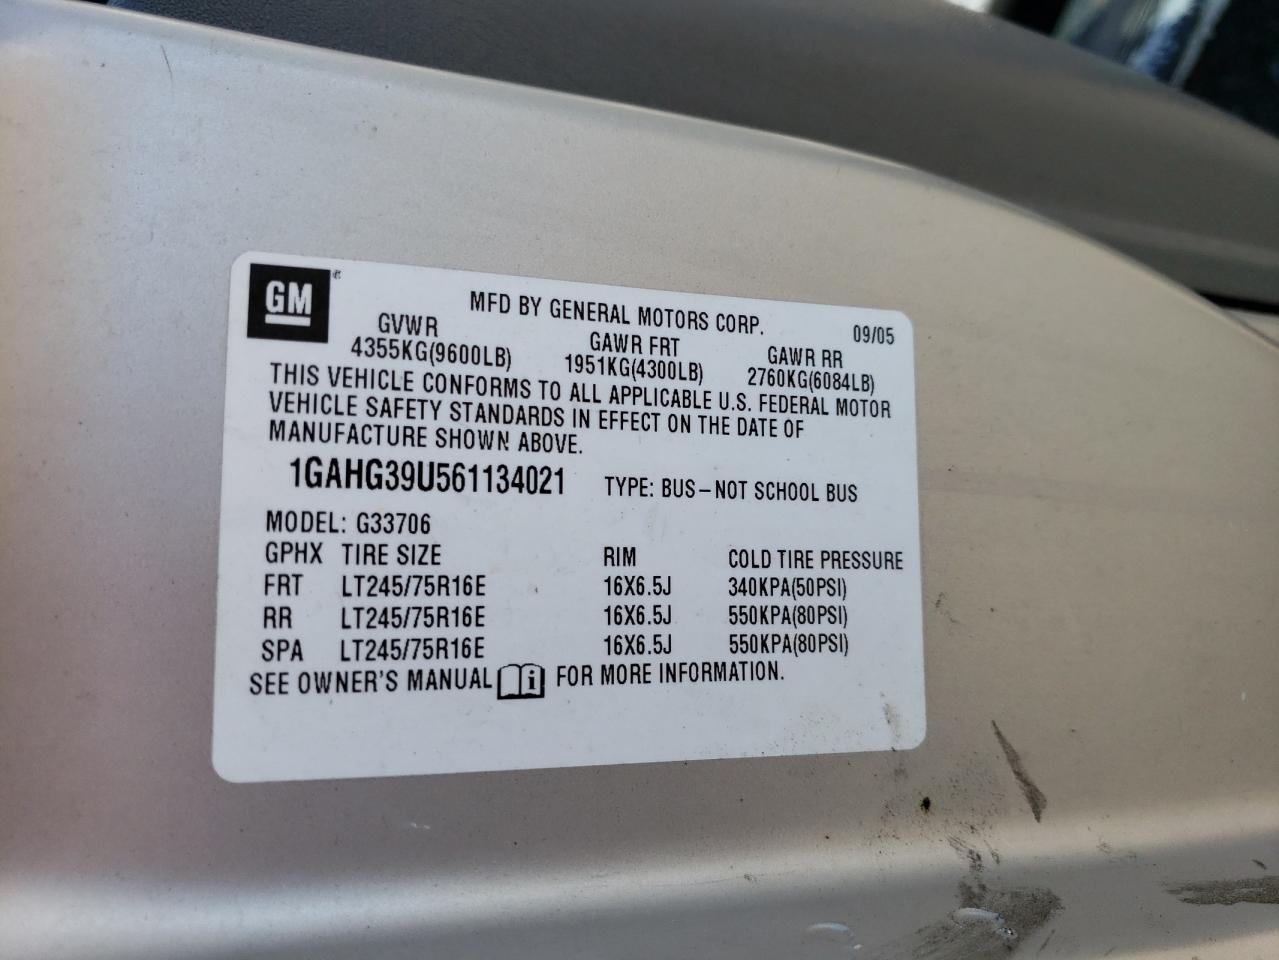 GM ®
MFD BY GENERAL MOTORS CORP. 09/05
GVWR GAWR FRT GAWR RR
4355KG(9600LB) 1951KG(4300LB) 2760KG(6084LB)
THIS VEHICLE CONFORMS TO ALL APPLICABLE U.S. FEDERAL MOTOR
VEHICLE SAFETY STANDARDS IN EFFECT ON THE DATE OF
MANUFACTURE SHOWN ABOVE.
1GAHG39U561134021 TYPE: BUS-NOT SCHOOL BUS
MODEL: G33706
GPHX TIRE SIZE RIM COLD TIRE PRESSURE
FRT LT245/75R16E 16X6.5J 340KPA(50PSI)
RR LT245/75R16E 16X6.5J 550KPA(80PSI)
SPA LT245/75R16E 16X6.5J 550KPA(80PSI)
SEE OWNER'S MANUAL i FOR MORE INFORMATION.